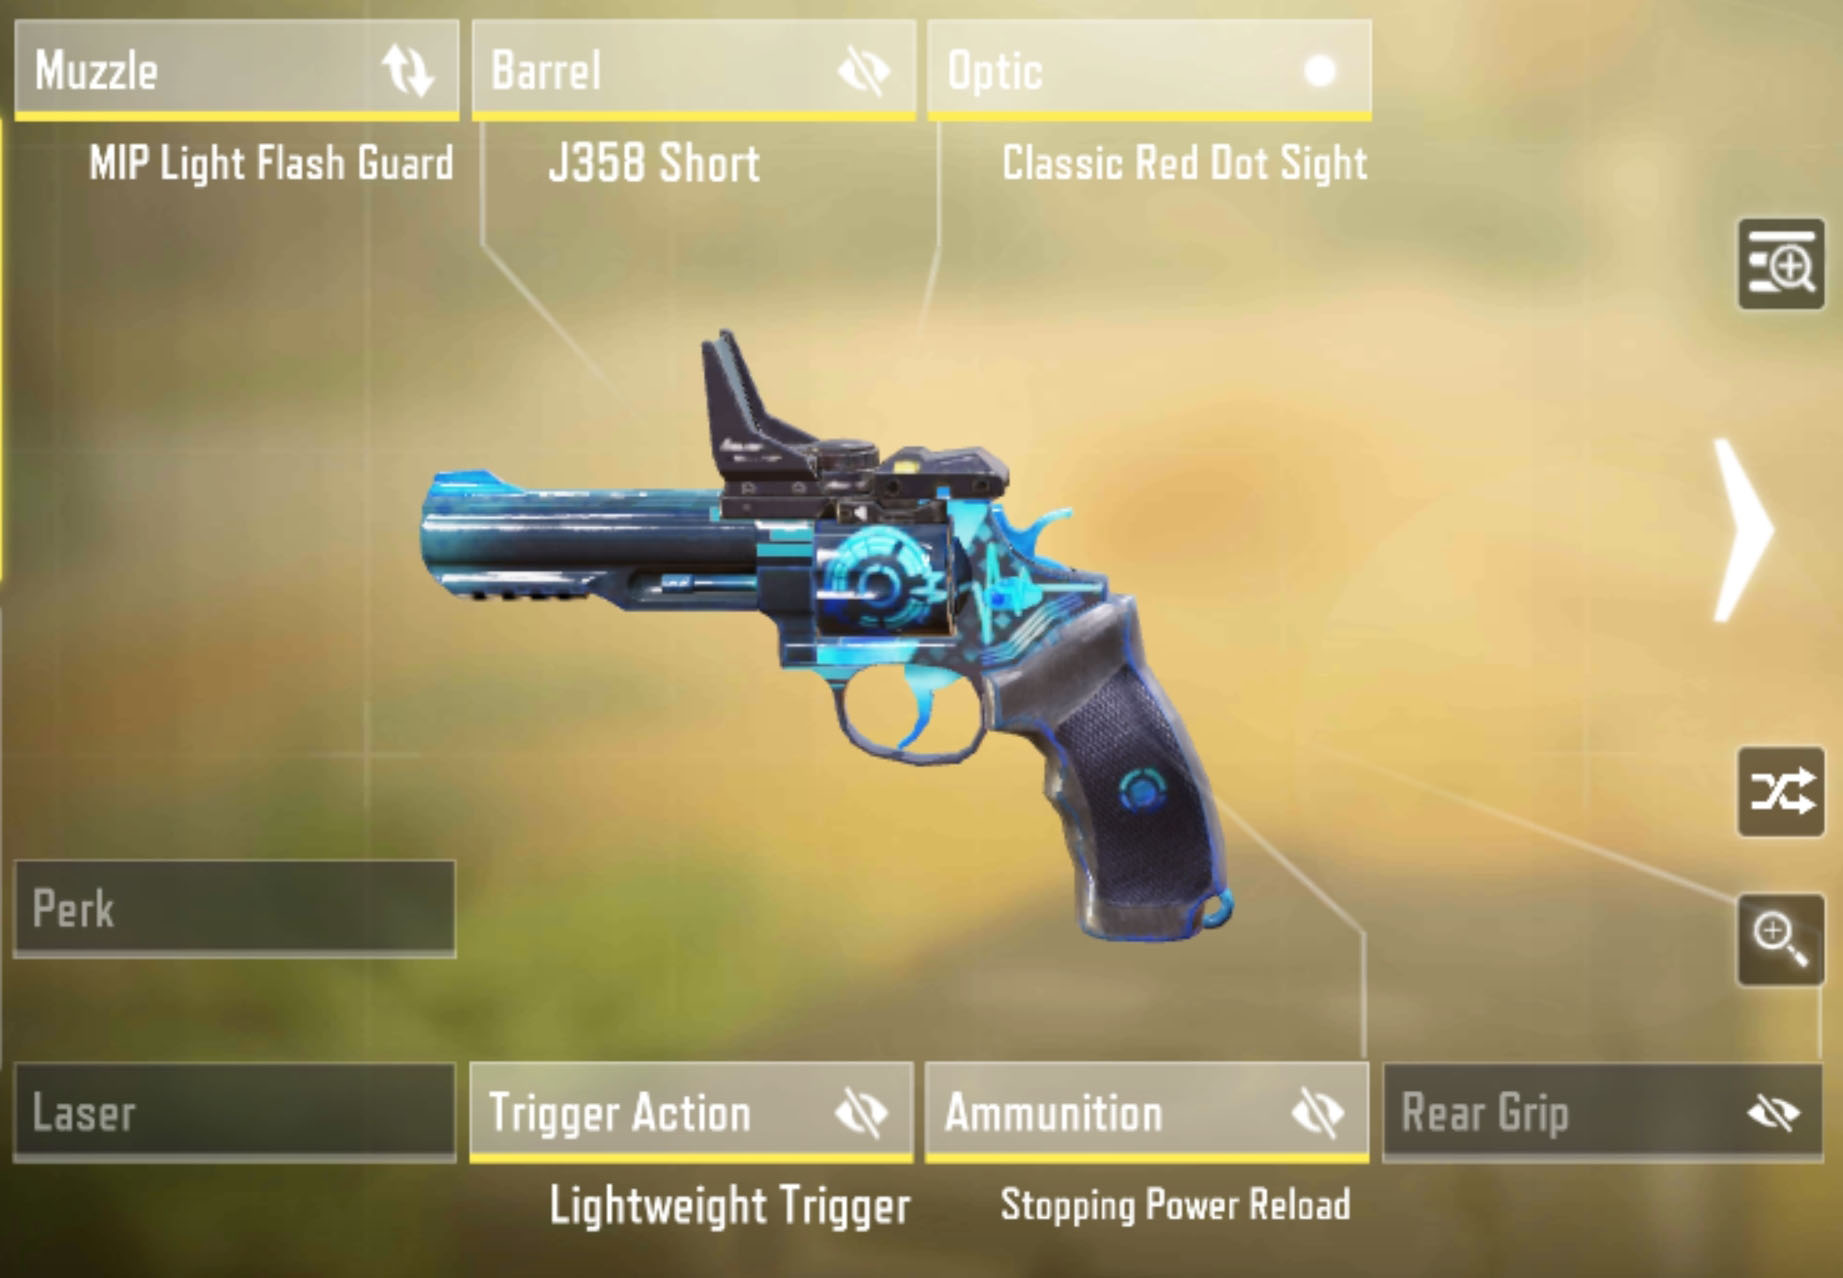 Muzzle
Barrel
Optic
MIP Light Flash Guard
J358 Short
Classic Red Dot Sight
Perk
Laser
Trigger Action
Ammunition
Rear Grip
Lightweight Trigger
Stopping Power Reload